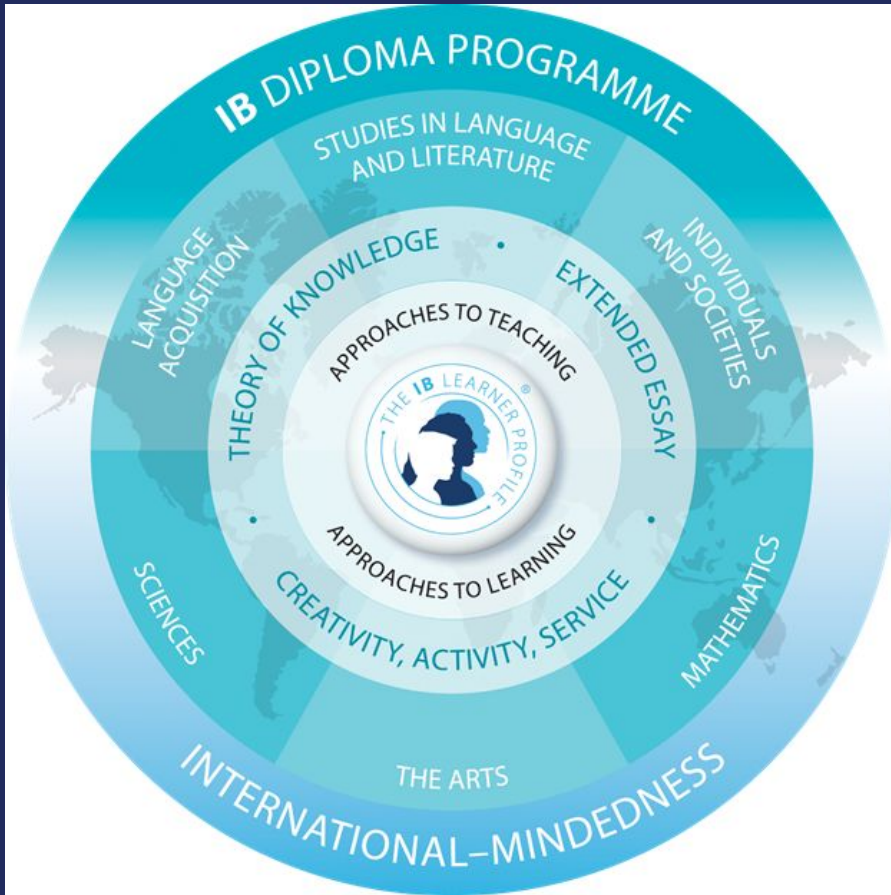 IB DIPLOMA PROGRAMME
STUDIES IN LANGUAGE
AND LITERATURE
LANGUAGE
ACQUISITION
INDIVIDUALS
AND SOCIETIES
THEORY OF KNOWLEDGE
•
EXTENDED ESSAY
APPROACHES TO TEACHING
• THE IB LEARNER PROFILE • ®
APPROACHES TO LEARNING
•
CREATIVITY, ACTIVITY, SERVICE
•
SCIENCES
MATHEMATICS
THE ARTS
INTERNATIONAL–MINDEDNESS